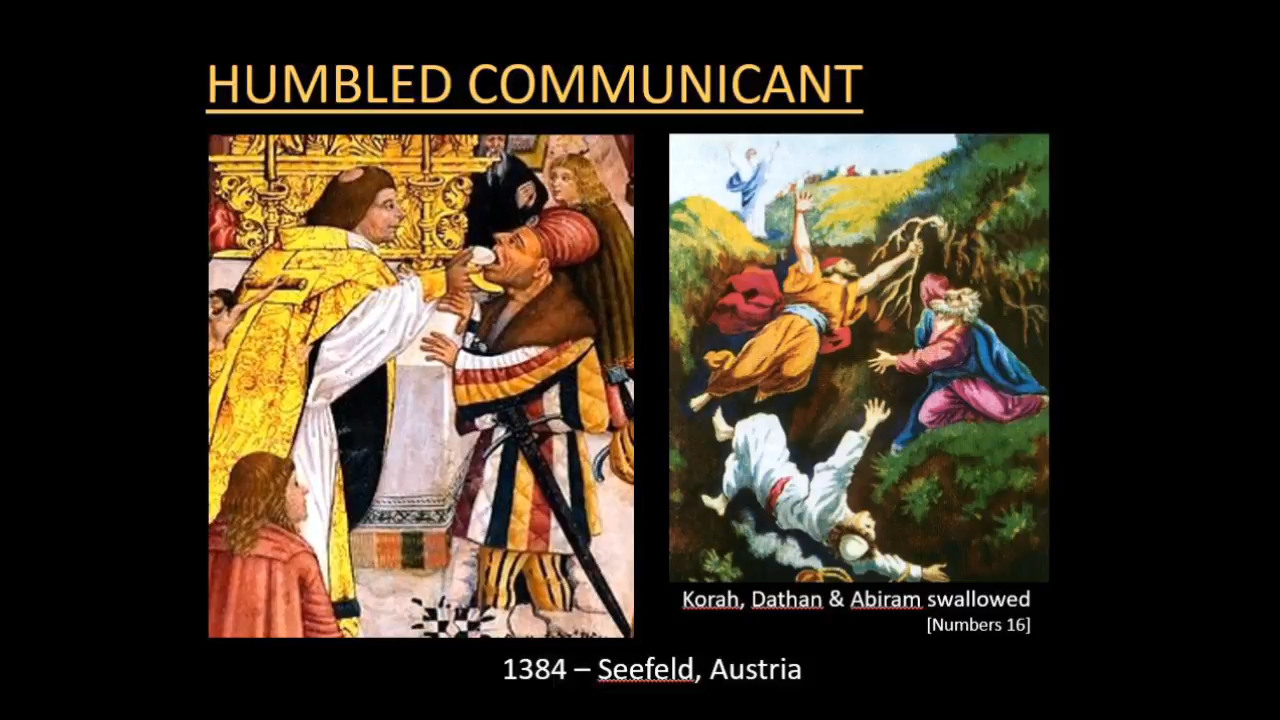 HUMBLED COMMUNICANT
Korah, Dathan & Abiram swallowed
[Numbers 16]
1384 – Seefeld, Austria